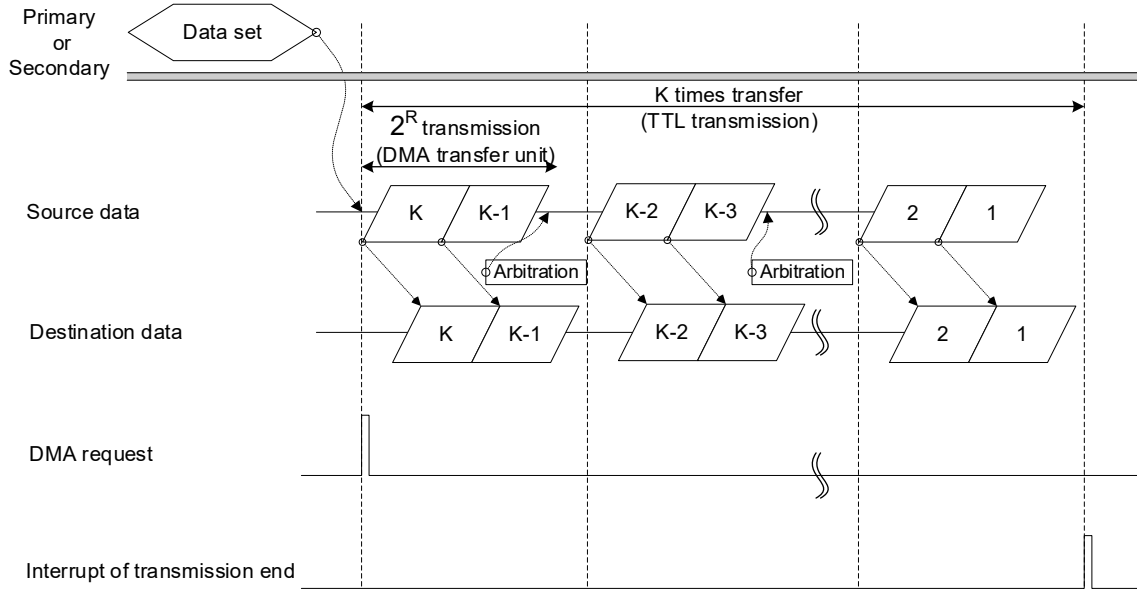 Primary
or
Secondary
Data set
K times transfer
(TTL transmission)
2^R transmission
(DMA transfer unit)
Source data
K
K-1
K-2
K-3
2
1
Arbitration
Arbitration
Destination data
K
K-1
K-2
K-3
2
1
DMA request
Interrupt of transmission end